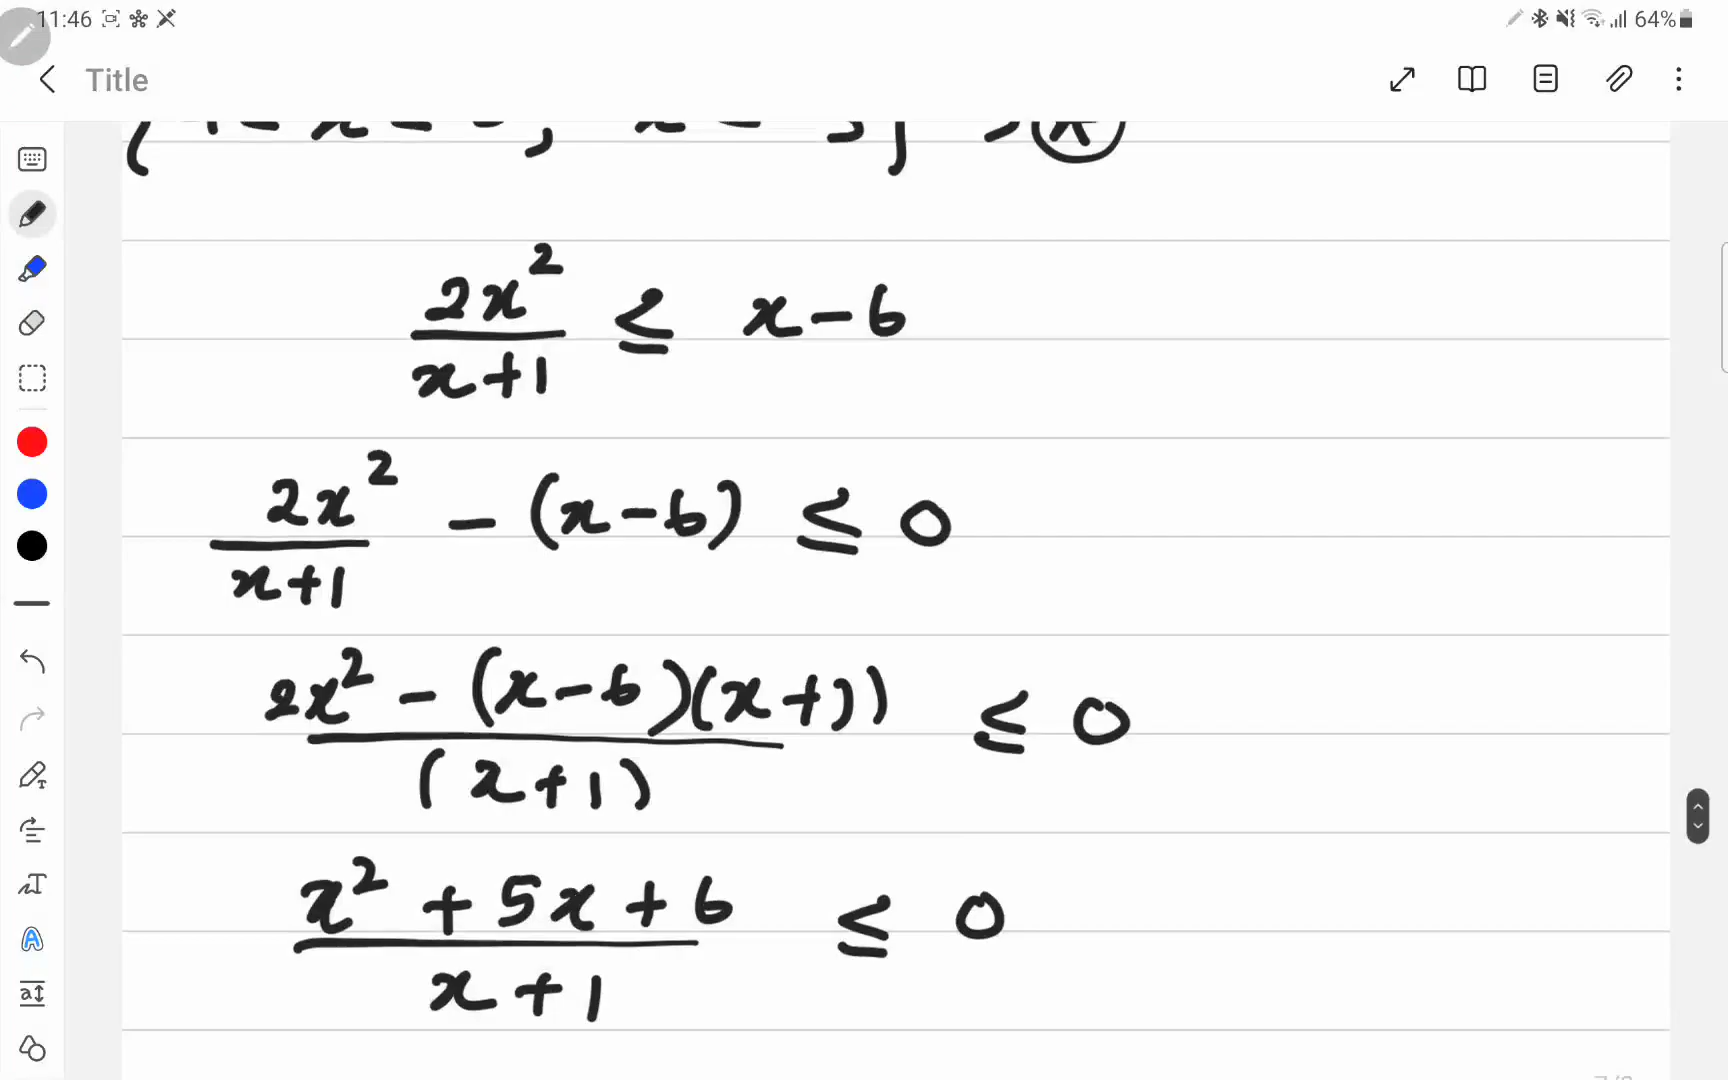 11:46 64%
Title
2x² / x+1 ≤ x-6
2x² / x+1 - (x-6) ≤ 0
2x² - (x-6)(x+1) / (x+1) ≤ 0
x² + 5x + 6 / x+1 ≤ 0